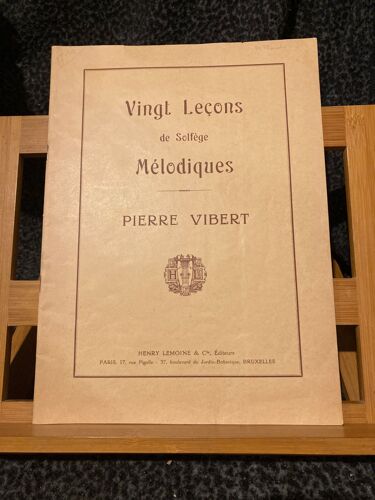 Vingt Leçons
de Solfège
Mélodiques
PIERRE VIBERT
HENRY LEMOINE & Cie, Éditeurs
PARIS, 17, rue Pigalle - 37, boulevard du Jardin-Botanique, BRUXELLES